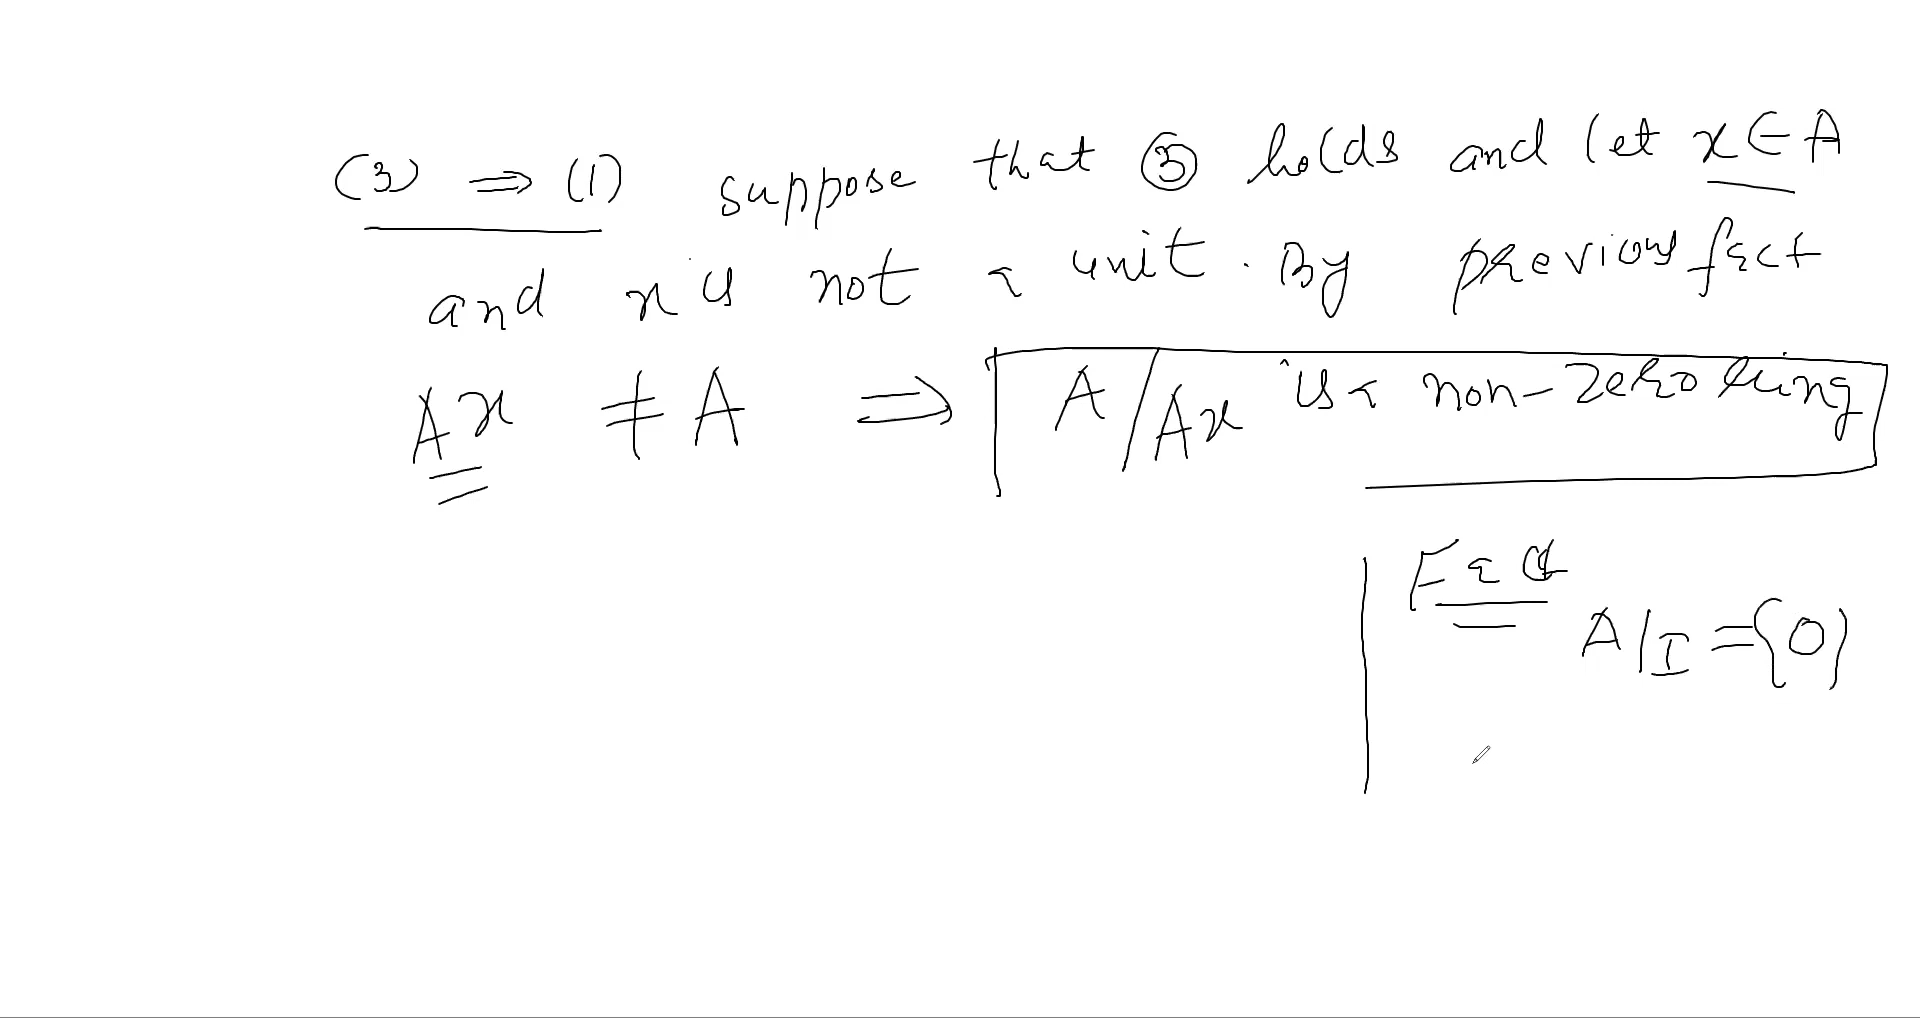 (3) ⇒ (1) suppose that ③ holds and let x ∈ A
and x is not a unit. By previous fact
Ax ≠ A ⇒ A/Ax is a non-zero ring
Fact
A/I = {0}